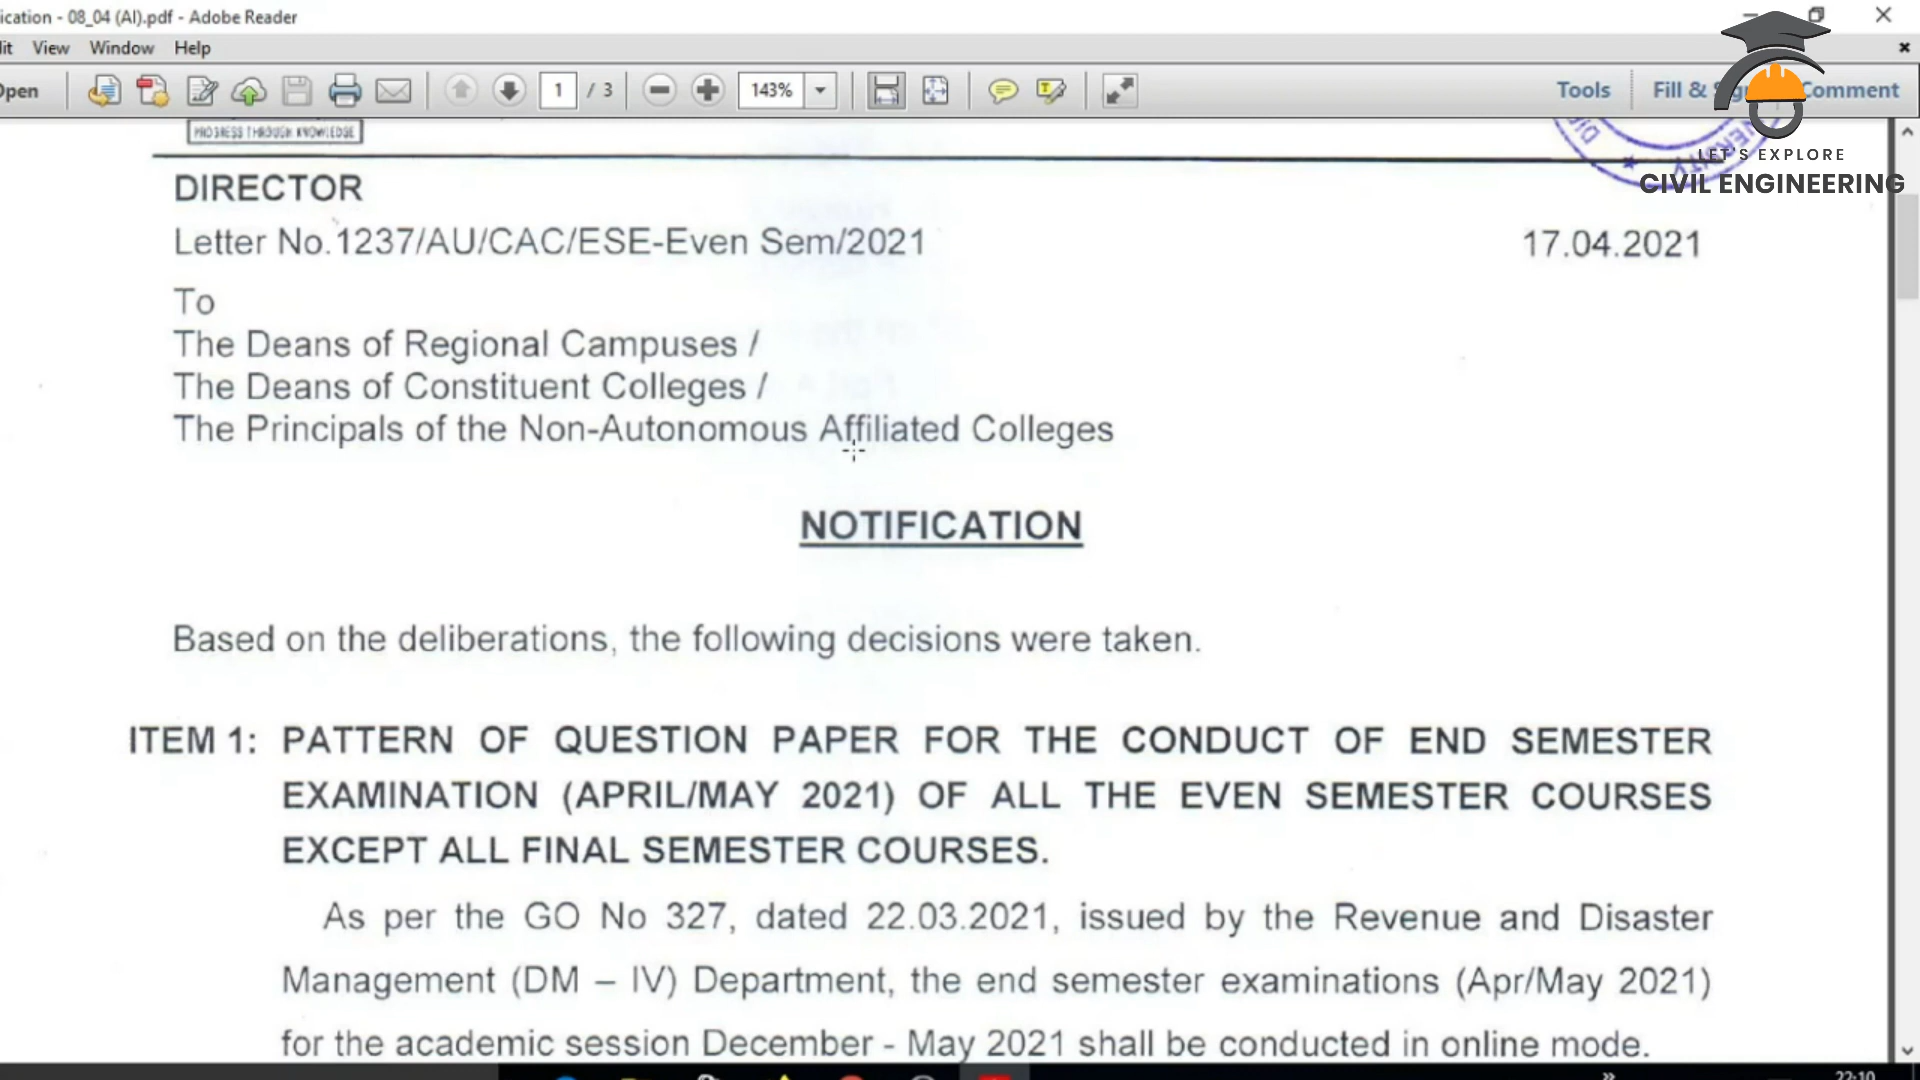 ication - 08_04 (AI).pdf - Adobe Reader
dit View Window Help
Open 1 / 3 143% Tools Fill & Sign Comment
PROGRESS THROUGH KNOWLEDGE
LET'S EXPLORE
CIVIL ENGINEERING
DIRECTOR
Letter No.1237/AU/CAC/ESE-Even Sem/2021 17.04.2021
To
The Deans of Regional Campuses /
The Deans of Constituent Colleges /
The Principals of the Non-Autonomous Affiliated Colleges
NOTIFICATION
Based on the deliberations, the following decisions were taken.
ITEM 1: PATTERN OF QUESTION PAPER FOR THE CONDUCT OF END SEMESTER
EXAMINATION (APRIL/MAY 2021) OF ALL THE EVEN SEMESTER COURSES
EXCEPT ALL FINAL SEMESTER COURSES.
As per the GO No 327, dated 22.03.2021, issued by the Revenue and Disaster
Management (DM – IV) Department, the end semester examinations (Apr/May 2021)
for the academic session December - May 2021 shall be conducted in online mode.
22:10